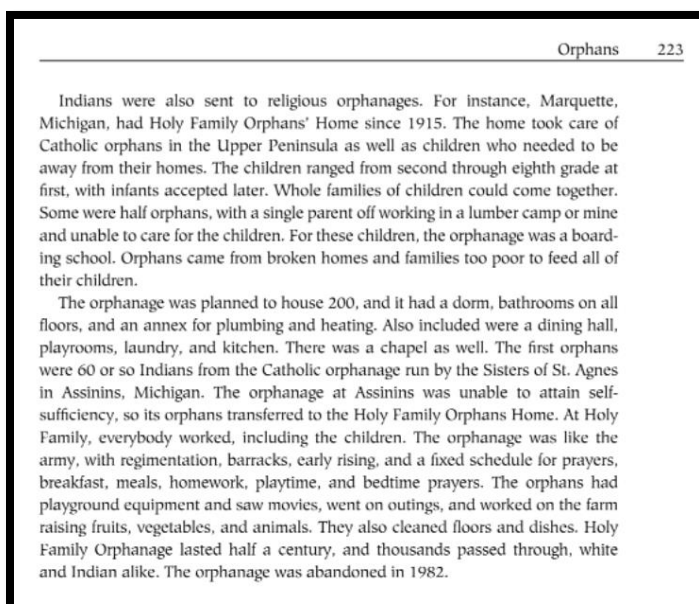 Orphans 223
Indians were also sent to religious orphanages. For instance, Marquette,
Michigan, had Holy Family Orphans' Home since 1915. The home took care of
Catholic orphans in the Upper Peninsula as well as children who needed to be
away from their homes. The children ranged from second through eighth grade at
first, with infants accepted later. Whole families of children could come together.
Some were half orphans, with a single parent off working in a lumber camp or mine
and unable to care for the children. For these children, the orphanage was a board-
ing school. Orphans came from broken homes and families too poor to feed all of
their children.
The orphanage was planned to house 200, and it had a dorm, bathrooms on all
floors, and an annex for plumbing and heating. Also included were a dining hall,
playrooms, laundry, and kitchen. There was a chapel as well. The first orphans
were 60 or so Indians from the Catholic orphanage run by the Sisters of St. Agnes
in Assinins, Michigan. The orphanage at Assinins was unable to attain self-
sufficiency, so its orphans transferred to the Holy Family Orphans Home. At Holy
Family, everybody worked, including the children. The orphanage was like the
army, with regimentation, barracks, early rising, and a fixed schedule for prayers,
breakfast, meals, homework, playtime, and bedtime prayers. The orphans had
playground equipment and saw movies, went on outings, and worked on the farm
raising fruits, vegetables, and animals. They also cleaned floors and dishes. Holy
Family Orphanage lasted half a century, and thousands passed through, white
and Indian alike. The orphanage was abandoned in 1982.